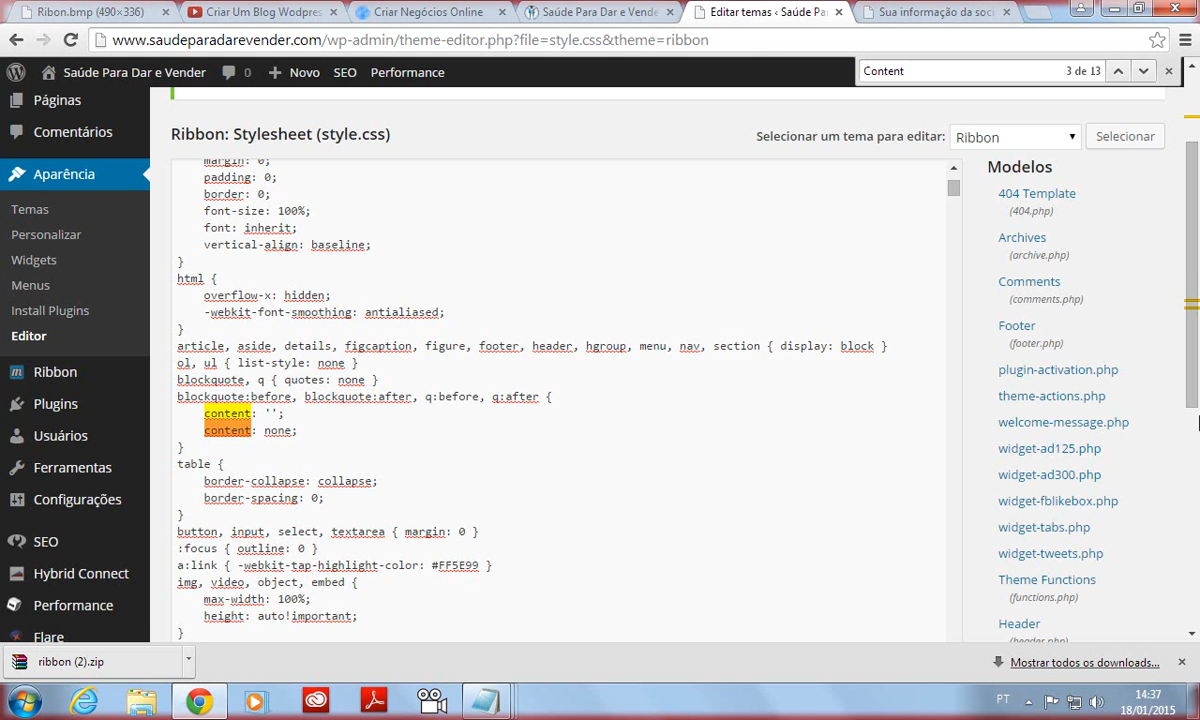 Ribon.bmp (490×336)
Criar Um Blog Wodpres
Criar Negócios Online
Saúde Para Dar e Vende
Editar temas ‹ Saúde Pa
Sua informação da soci
www.saudeparadarevender.com/wp-admin/theme-editor.php?file=style.css&theme=ribbon
Saúde Para Dar e Vender
0
Novo
SEO
Performance
Content
3 de 13
Páginas
Comentários
Aparência
Temas
Personalizar
Widgets
Menus
Install Plugins
Editor
Ribbon
Plugins
Usuários
Ferramentas
Configurações
SEO
Hybrid Connect
Performance
Flare
Ribbon: Stylesheet (style.css)
Selecionar um tema para editar:
Ribbon
Selecionar
margin: 0;
padding: 0;
border: 0;
font-size: 100%;
font: inherit;
vertical-align: baseline;
}
html {
overflow-x: hidden;
-webkit-font-smoothing: antialiased;
}
article, aside, details, figcaption, figure, footer, header, hgroup, menu, nav, section { display: block }
ol, ul { list-style: none }
blockquote, q { quotes: none }
blockquote:before, blockquote:after, q:before, q:after {
content: '';
content: none;
}
table {
border-collapse: collapse;
border-spacing: 0;
}
button, input, select, textarea { margin: 0 }
:focus { outline: 0 }
a:link { -webkit-tap-highlight-color: #FF5E99 }
img, video, object, embed {
max-width: 100%;
height: auto!important;
}
Modelos
404 Template
(404.php)
Archives
(archive.php)
Comments
(comments.php)
Footer
(footer.php)
plugin-activation.php
theme-actions.php
welcome-message.php
widget-ad125.php
widget-ad300.php
widget-fblikebox.php
widget-tabs.php
widget-tweets.php
Theme Functions
(functions.php)
Header
(header.php)
ribbon (2).zip
Mostrar todos os downloads...
PT
14:37
18/01/2015